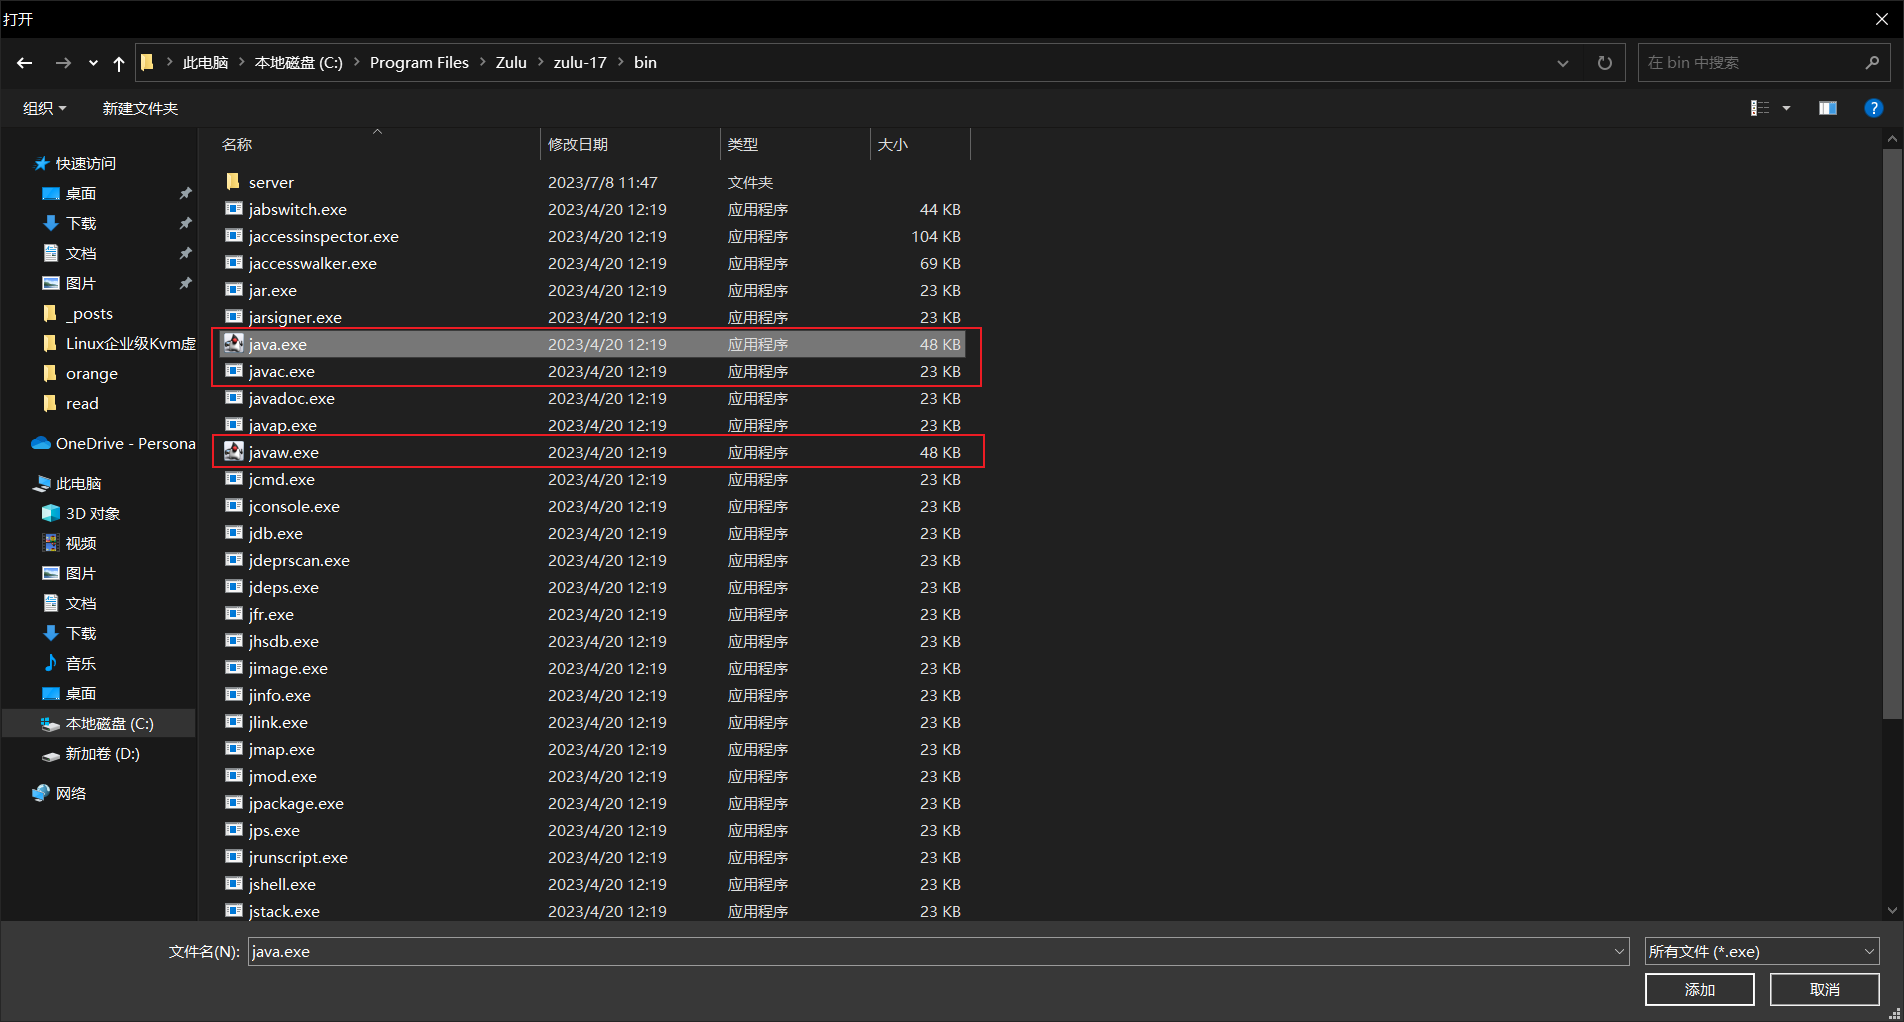 打开
此电脑 本地磁盘 (C:) Program Files Zulu zulu-17 bin
在 bin 中搜索
组织 新建文件夹
快速访问
桌面
下载
文档
图片
_posts
Linux企业级Kvm虚
orange
read
OneDrive - Persona
此电脑
3D 对象
视频
图片
文档
下载
音乐
桌面
本地磁盘 (C:)
新加卷 (D:)
网络
名称 修改日期 类型 大小
server 2023/7/8 11:47 文件夹
jabswitch.exe 2023/4/20 12:19 应用程序 44 KB
jaccessinspector.exe 2023/4/20 12:19 应用程序 104 KB
jaccesswalker.exe 2023/4/20 12:19 应用程序 69 KB
jar.exe 2023/4/20 12:19 应用程序 23 KB
jarsigner.exe 2023/4/20 12:19 应用程序 23 KB
java.exe 2023/4/20 12:19 应用程序 48 KB
javac.exe 2023/4/20 12:19 应用程序 23 KB
javadoc.exe 2023/4/20 12:19 应用程序 23 KB
javap.exe 2023/4/20 12:19 应用程序 23 KB
javaw.exe 2023/4/20 12:19 应用程序 48 KB
jcmd.exe 2023/4/20 12:19 应用程序 23 KB
jconsole.exe 2023/4/20 12:19 应用程序 23 KB
jdb.exe 2023/4/20 12:19 应用程序 23 KB
jdeprscan.exe 2023/4/20 12:19 应用程序 23 KB
jdeps.exe 2023/4/20 12:19 应用程序 23 KB
jfr.exe 2023/4/20 12:19 应用程序 23 KB
jhsdb.exe 2023/4/20 12:19 应用程序 23 KB
jimage.exe 2023/4/20 12:19 应用程序 23 KB
jinfo.exe 2023/4/20 12:19 应用程序 23 KB
jlink.exe 2023/4/20 12:19 应用程序 23 KB
jmap.exe 2023/4/20 12:19 应用程序 23 KB
jmod.exe 2023/4/20 12:19 应用程序 23 KB
jpackage.exe 2023/4/20 12:19 应用程序 23 KB
jps.exe 2023/4/20 12:19 应用程序 23 KB
jrunscript.exe 2023/4/20 12:19 应用程序 23 KB
jshell.exe 2023/4/20 12:19 应用程序 23 KB
jstack.exe 2023/4/20 12:19 应用程序 23 KB
文件名(N): java.exe 所有文件 (*.exe)
添加 取消